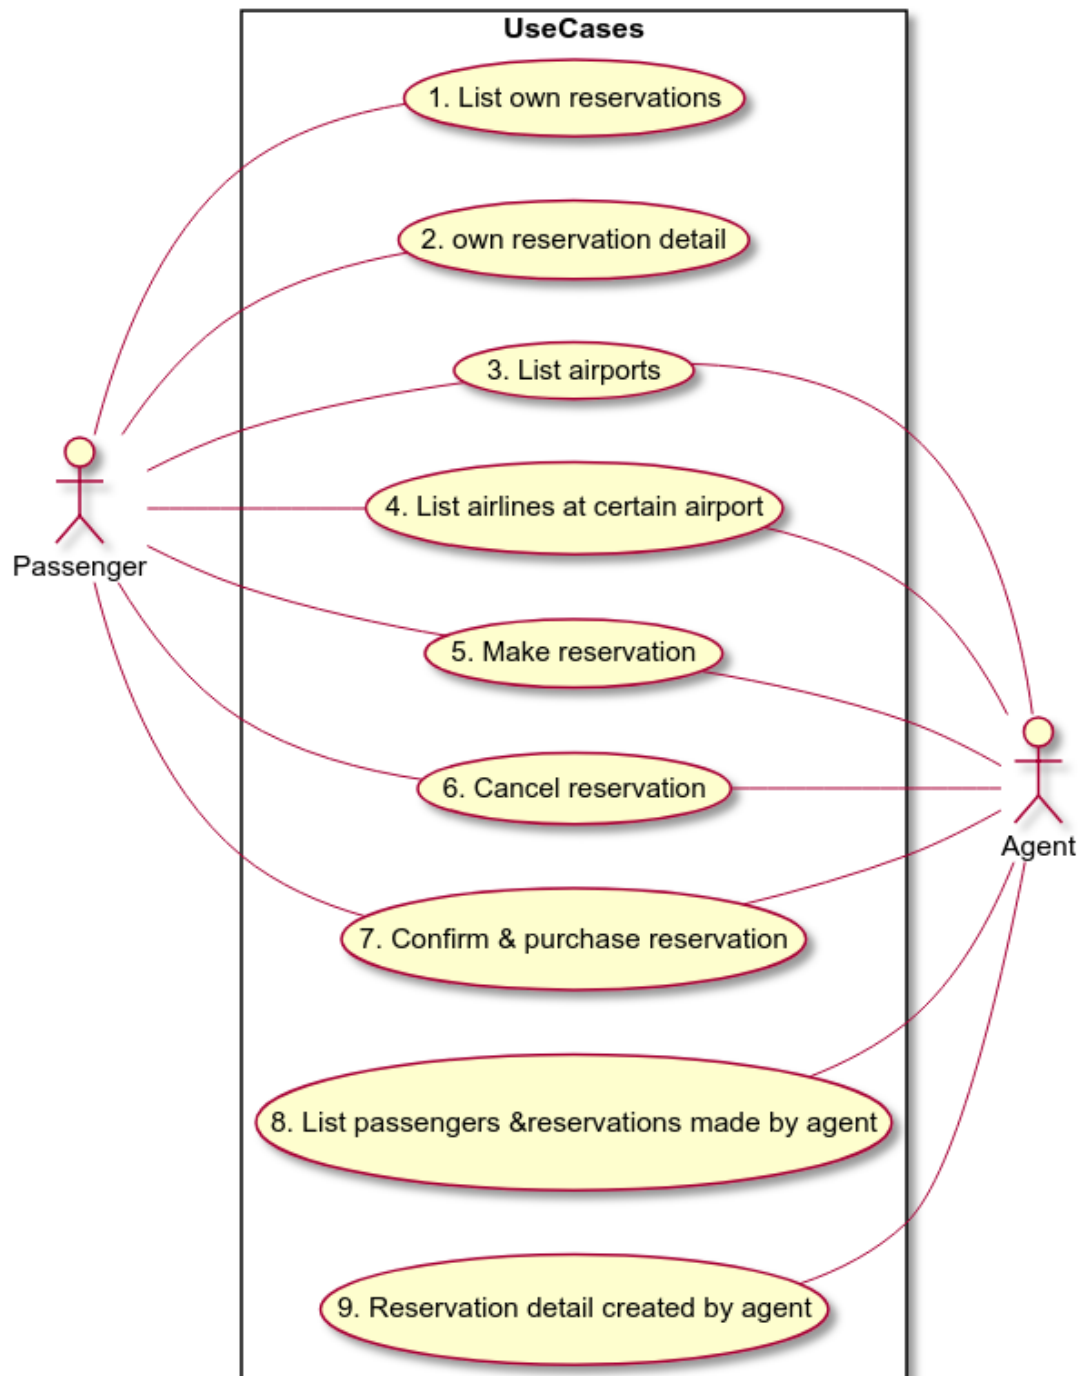 UseCases
1. List own reservations
2. own reservation detail
3. List airports
4. List airlines at certain airport
Passenger
5. Make reservation
6. Cancel reservation
Agent
7. Confirm & purchase reservation
8. List passengers &reservations made by agent
9. Reservation detail created by agent